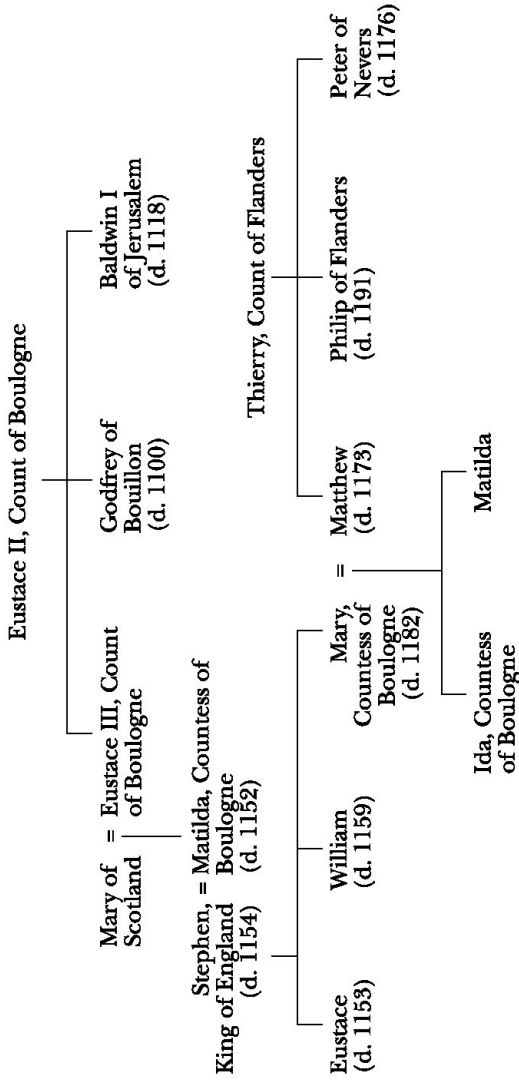 Eustace II, Count of Boulogne
Mary of
Scotland
=
Eustace III, Count
of Boulogne
Godfrey of
Bouillon
(d. 1100)
Baldwin I
of Jerusalem
(d. 1118)
Stephen,
King of England
(d. 1154)
=
Matilda, Countess of
Boulogne
(d. 1152)
Thierry, Count of Flanders
Eustace
(d. 1153)
William
(d. 1159)
Mary,
Countess of
Boulogne
(d. 1182)
=
Matthew
(d. 1173)
Philip of Flanders
(d. 1191)
Peter of
Nevers
(d. 1176)
Ida, Countess
of Boulogne
Matilda